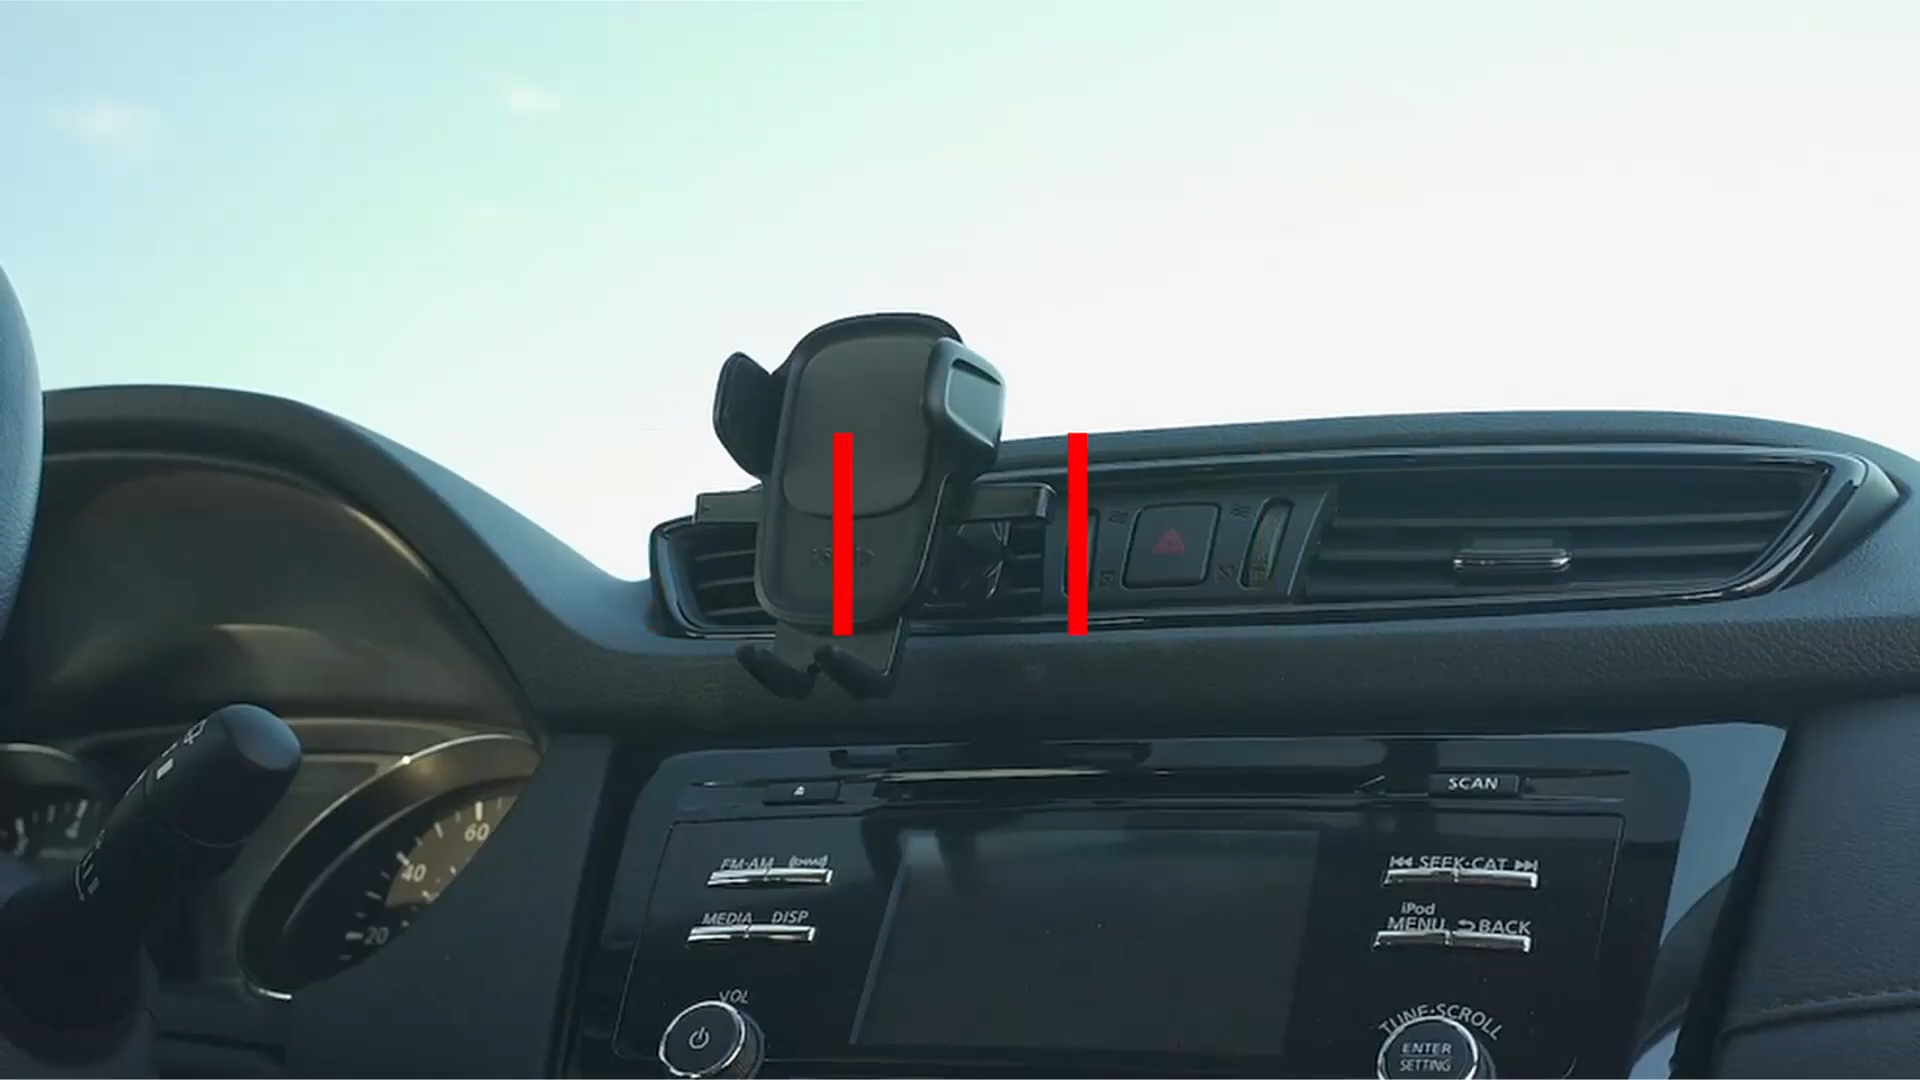 SCAN
FM·AM
SEEK·CAT
MEDIA DISP
iPod
MENU BACK
60
40
20
VOL
TUNE·SCROLL
ENTER
SETTING